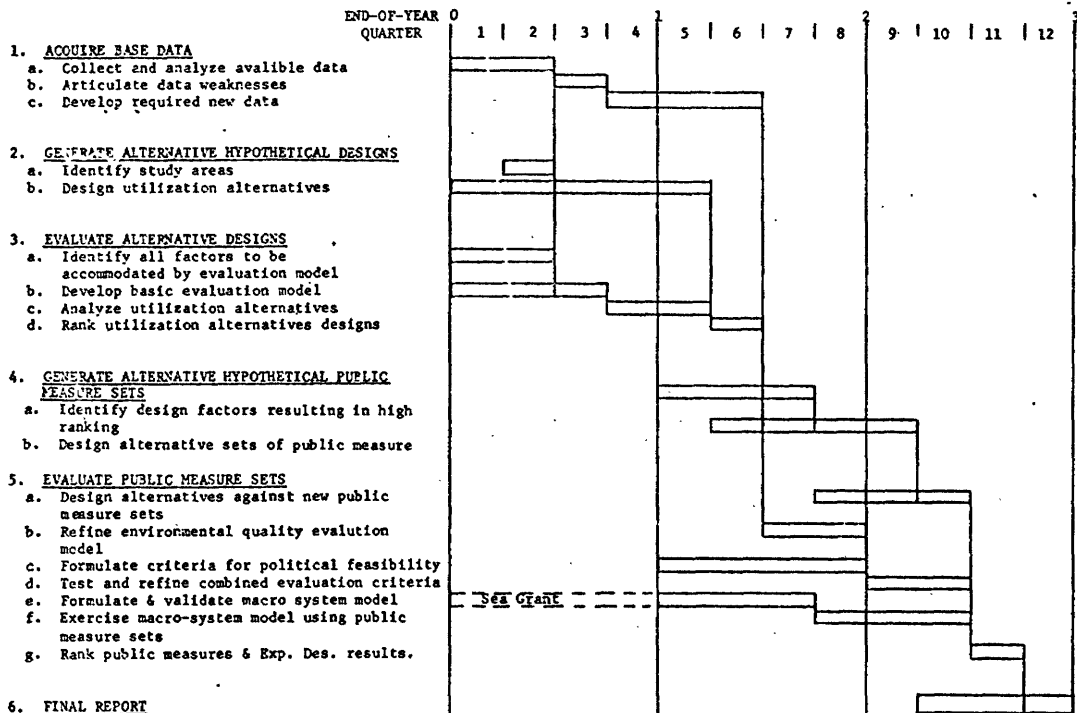 END-OF-YEAR 0 1 2 3
QUARTER 1 2 3 4 5 6 7 8 9 10 11 12
1. ACQUIRE BASE DATA
a. Collect and analyze avalible data
b. Articulate data weaknesses
c. Develop required new data
2. GENERATE ALTERNATIVE HYPOTHETICAL DESIGNS
a. Identify study areas
b. Design utilization alternatives
3. EVALUATE ALTERNATIVE DESIGNS
a. Identify all factors to be
accommodated by evaluation model
b. Develop basic evaluation model
c. Analyze utilization alternatives
d. Rank utilization alternatives designs
4. GENERATE ALTERNATIVE HYPOTHETICAL PUBLIC
MEASURE SETS
a. Identify design factors resulting in high
ranking
b. Design alternative sets of public measure
5. EVALUATE PUBLIC MEASURE SETS
a. Design alternatives against new public
measure sets
b. Refine environmental quality evalution
model
c. Formulate criteria for political feasibility
d. Test and refine combined evaluation criteria
e. Formulate & validate macro system model
Sea Grant
f. Exercise macro-system model using public
measure sets
g. Rank public measures & Exp. Des. results.
6. FINAL REPORT